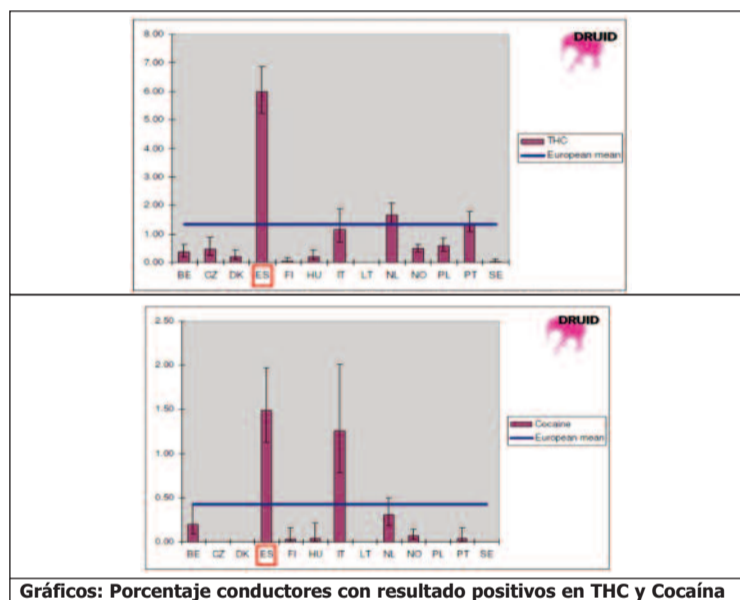 DRUID
8.00
7.00
6.00
5.00
4.00
3.00
2.00
1.00
0.00
BE CZ DK ES FI HU IT LT NL NO PL PT SE
THC
European mean
DRUID
2.50
2.00
1.50
1.00
0.50
0.00
BE CZ DK ES FI HU IT LT NL NO PL PT SE
Cocaine
European mean
Gráficos: Porcentaje conductores con resultado positivos en THC y Cocaína